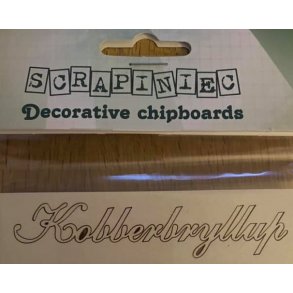 SCRAPINIEC
Decorative chipboards
Kobberbryllup